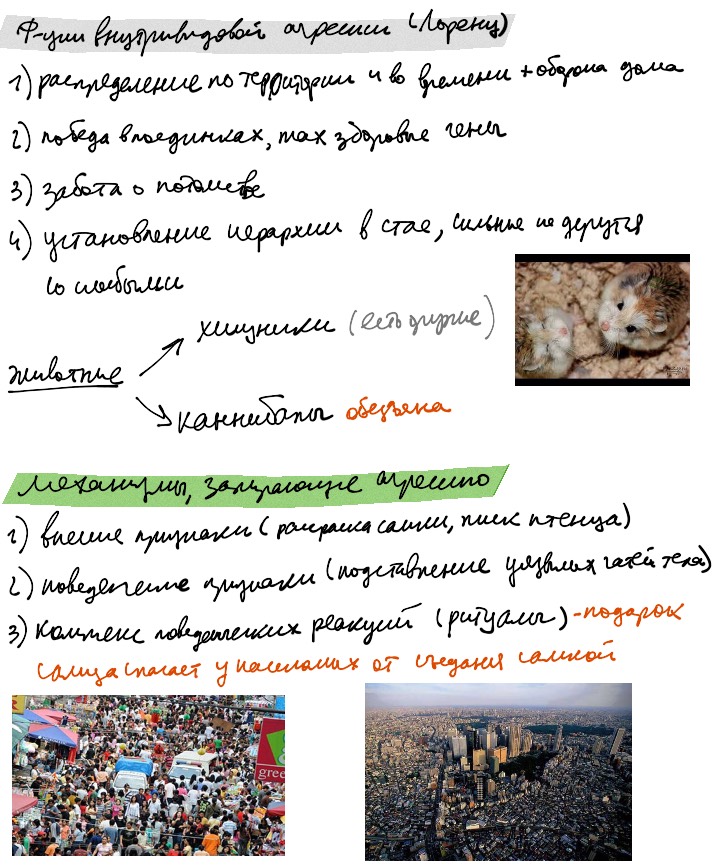 Ф-ции внутривидовой агрессии (Лоренц)
1) распределение по территории и во времени + оборона дома
2) победа в поединках, max здоровые гены
3) забота о потомстве
4) установление иерархии в стае, сильные не дерутся
со слабыми
хищники (есть другие)
животные
каннибалы обезьяна
Механизмы, запирающие агрессию
1) внешние признаки (раскраска самки, писк птенца)
2) поведенческие признаки (подставление уязвимых частей тела)
3) комплекс поведенческих реакций (ритуалы) - подарок
самца спасает у насекомых от съедания самкой
gree